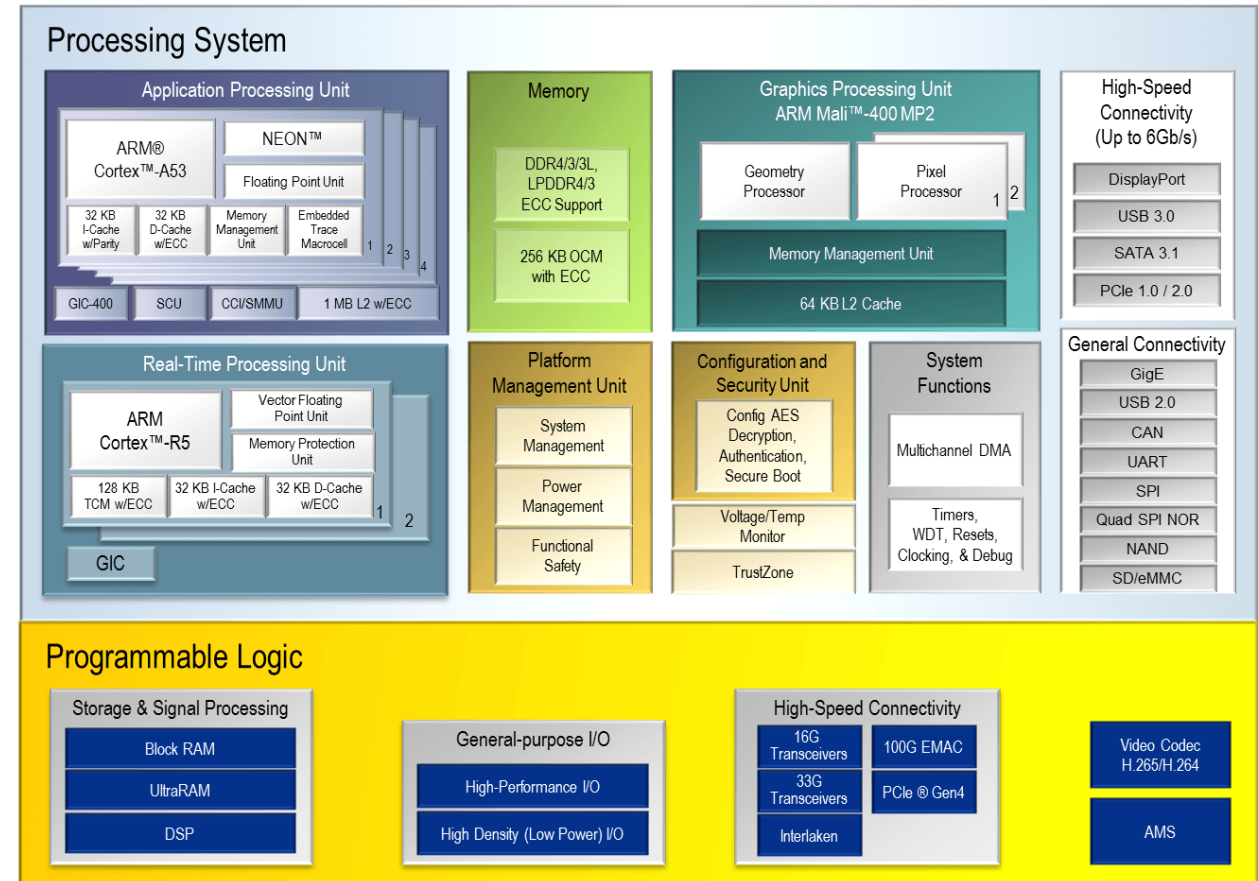 Processing System
Application Processing Unit
ARM®
Cortex™-A53
NEON™
Floating Point Unit
32 KB
I-Cache
w/Parity
32 KB
D-Cache
w/ECC
Memory
Management
Unit
Embedded
Trace
Macrocell
1
2
3
4
GIC-400
SCU
CCI/SMMU
1 MB L2 w/ECC
Memory
DDR4/3/3L,
LPDDR4/3
ECC Support
256 KB OCM
with ECC
Graphics Processing Unit
ARM Mali™-400 MP2
Geometry
Processor
Pixel
Processor
1
2
Memory Management Unit
64 KB L2 Cache
High-Speed
Connectivity
(Up to 6Gb/s)
DisplayPort
USB 3.0
SATA 3.1
PCIe 1.0 / 2.0
Real-Time Processing Unit
ARM
Cortex™-R5
Vector Floating
Point Unit
Memory Protection
Unit
128 KB
TCM w/ECC
32 KB I-Cache
w/ECC
32 KB D-Cache
w/ECC
1
2
GIC
Platform
Management Unit
System
Management
Power
Management
Functional
Safety
Configuration and
Security Unit
Config AES
Decryption,
Authentication,
Secure Boot
Voltage/Temp
Monitor
TrustZone
System
Functions
Multichannel DMA
Timers,
WDT, Resets,
Clocking, & Debug
General Connectivity
GigE
USB 2.0
CAN
UART
SPI
Quad SPI NOR
NAND
SD/eMMC
Programmable Logic
Storage & Signal Processing
Block RAM
UltraRAM
DSP
General-purpose I/O
High-Performance I/O
High Density (Low Power) I/O
High-Speed Connectivity
16G
Transceivers
100G EMAC
33G
Transceivers
PCIe ® Gen4
Interlaken
Video Codec
H.265/H.264
AMS